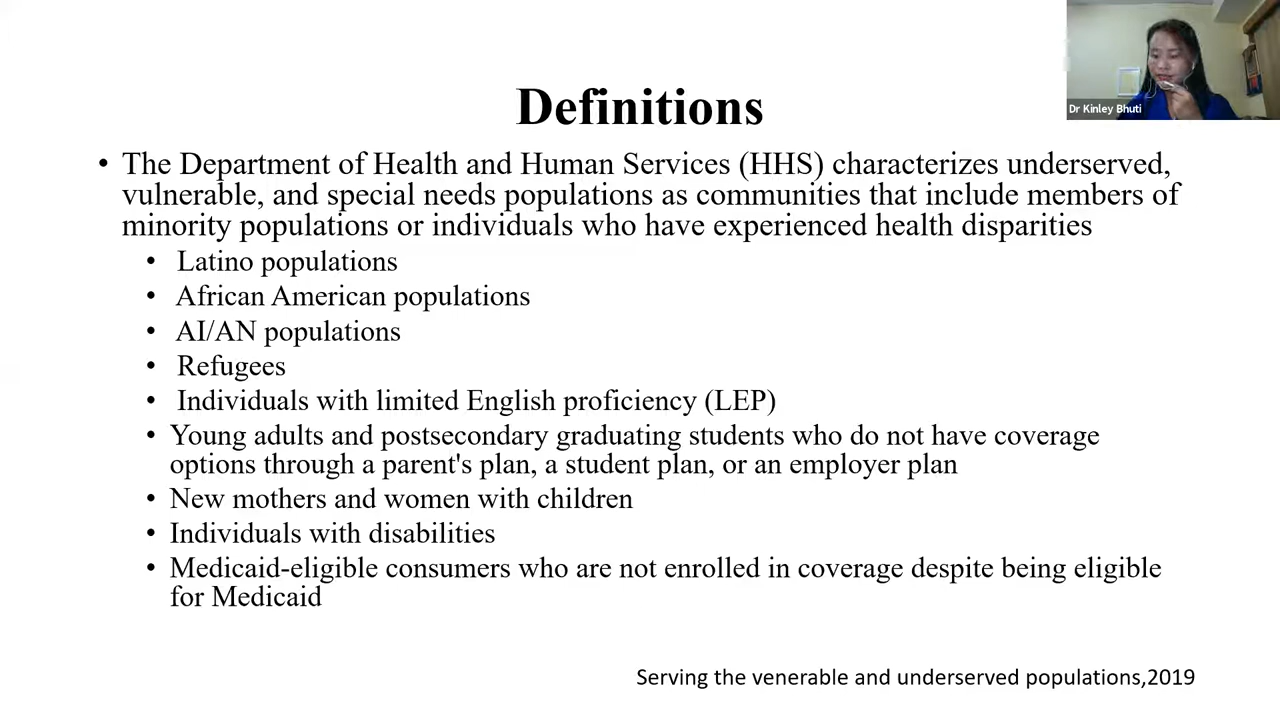 Definitions
Dr Kinley Bhuti
• The Department of Health and Human Services (HHS) characterizes underserved,
vulnerable, and special needs populations as communities that include members of
minority populations or individuals who have experienced health disparities
• Latino populations
• African American populations
• AI/AN populations
• Refugees
• Individuals with limited English proficiency (LEP)
• Young adults and postsecondary graduating students who do not have coverage
options through a parent's plan, a student plan, or an employer plan
• New mothers and women with children
• Individuals with disabilities
• Medicaid-eligible consumers who are not enrolled in coverage despite being eligible
for Medicaid
Serving the venerable and underserved populations,2019